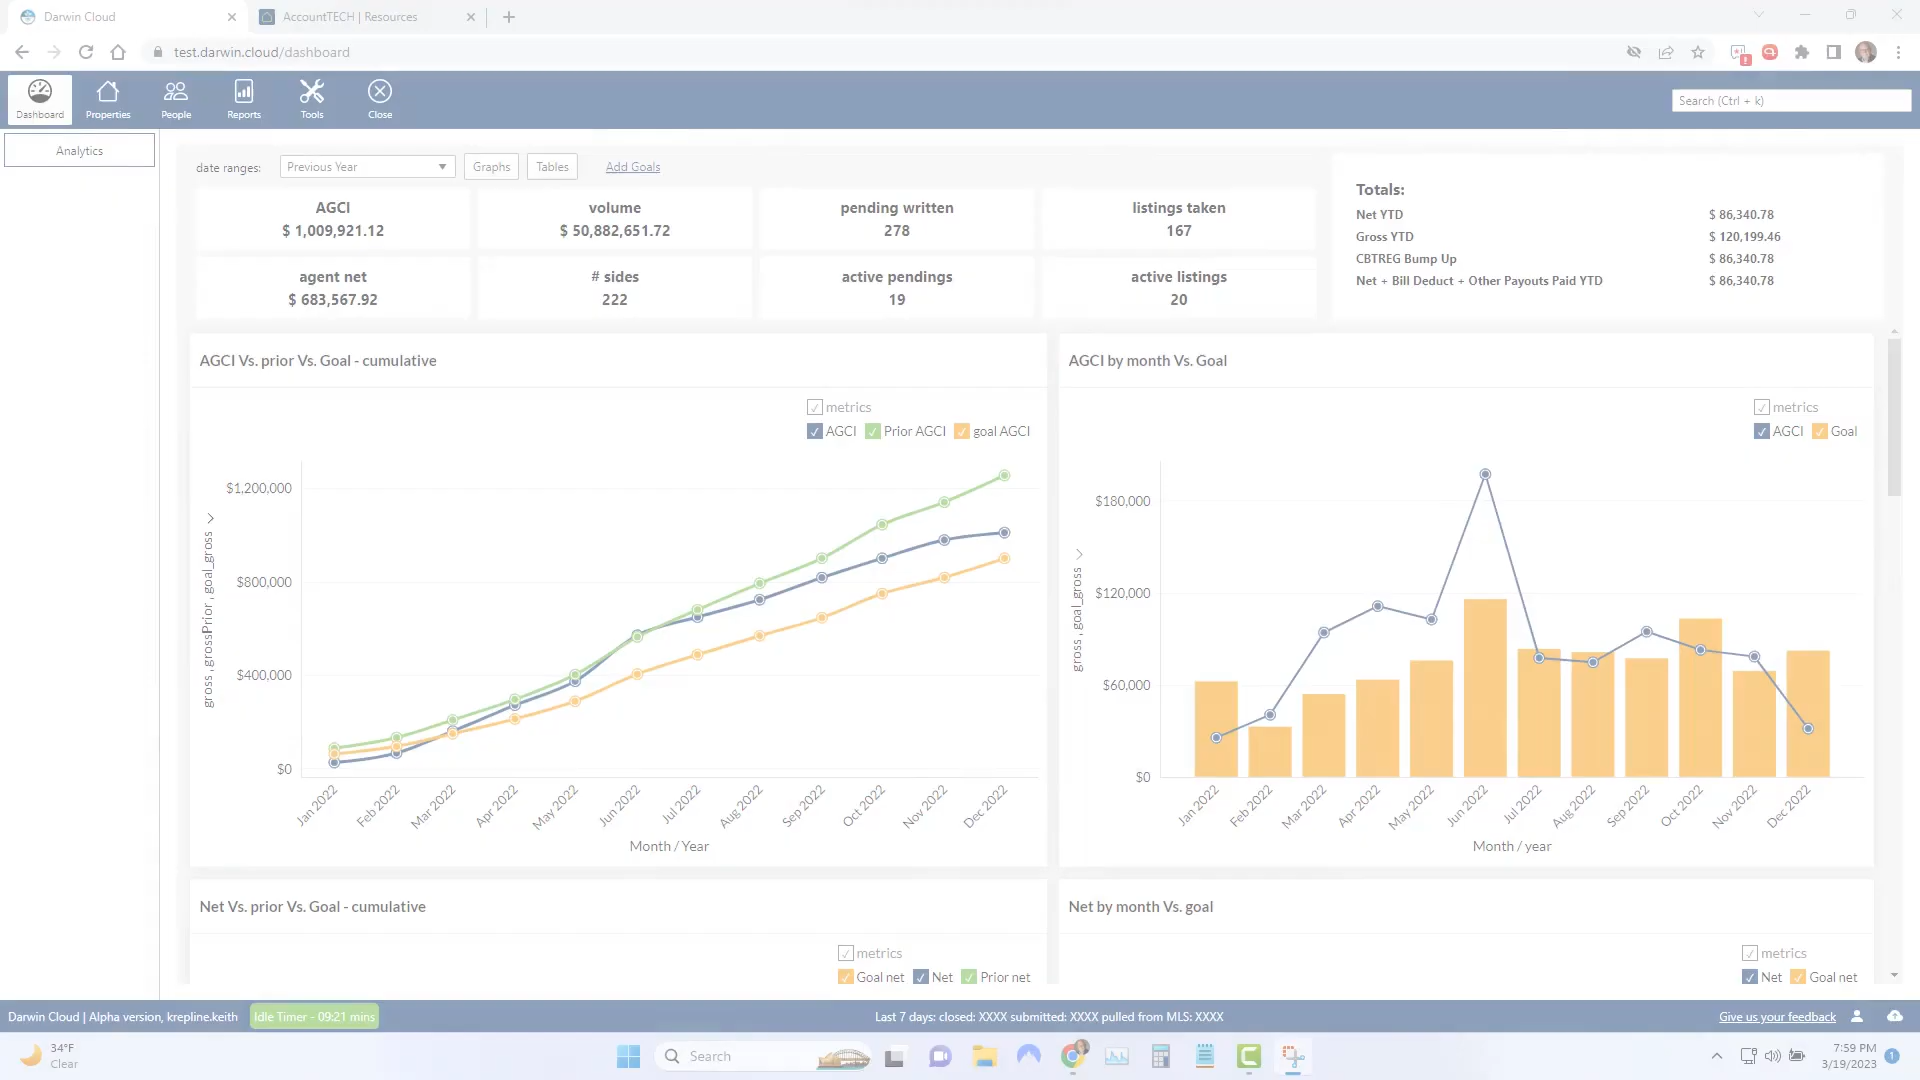 Darwin Cloud
AccountTECH | Resources
test.darwin.cloud/dashboard
Dashboard
Properties
People
Reports
Tools
Close
Search (Ctrl + k)
Analytics
date ranges:
Previous Year
Graphs
Tables
Add Goals
AGCI
$ 1,009,921.12
volume
$ 50,882,651.72
pending written
278
listings taken
167
agent net
$ 683,567.92
# sides
222
active pendings
19
active listings
20
Totals:
Net YTD $ 86,340.78
Gross YTD $ 120,199.46
CBTREG Bump Up $ 86,340.78
Net + Bill Deduct + Other Payouts Paid YTD $ 86,340.78
AGCI Vs. prior Vs. Goal - cumulative
metrics
AGCI Prior AGCI goal AGCI
gross , grossPrior , goal_gross
$1,200,000
$800,000
$400,000
$0
Jan 2022
Feb 2022
Mar 2022
Apr 2022
May 2022
Jun 2022
Jul 2022
Aug 2022
Sep 2022
Oct 2022
Nov 2022
Dec 2022
Month / Year
AGCI by month Vs. Goal
metrics
AGCI Goal
gross , goal_gross
$180,000
$120,000
$60,000
$0
Jan 2022
Feb 2022
Mar 2022
Apr 2022
May 2022
Jun 2022
Jul 2022
Aug 2022
Sep 2022
Oct 2022
Nov 2022
Dec 2022
Month / year
Net Vs. prior Vs. Goal - cumulative
metrics
Goal net Net Prior net
Net by month Vs. goal
metrics
Net Goal net
Darwin Cloud | Alpha version, krepline.keith
Idle Timer - 09:21 mins
Last 7 days: closed: XXXX submitted: XXXX pulled from MLS: XXXX
Give us your feedback
34°F
Clear
Search
7:59 PM
3/19/2023
1